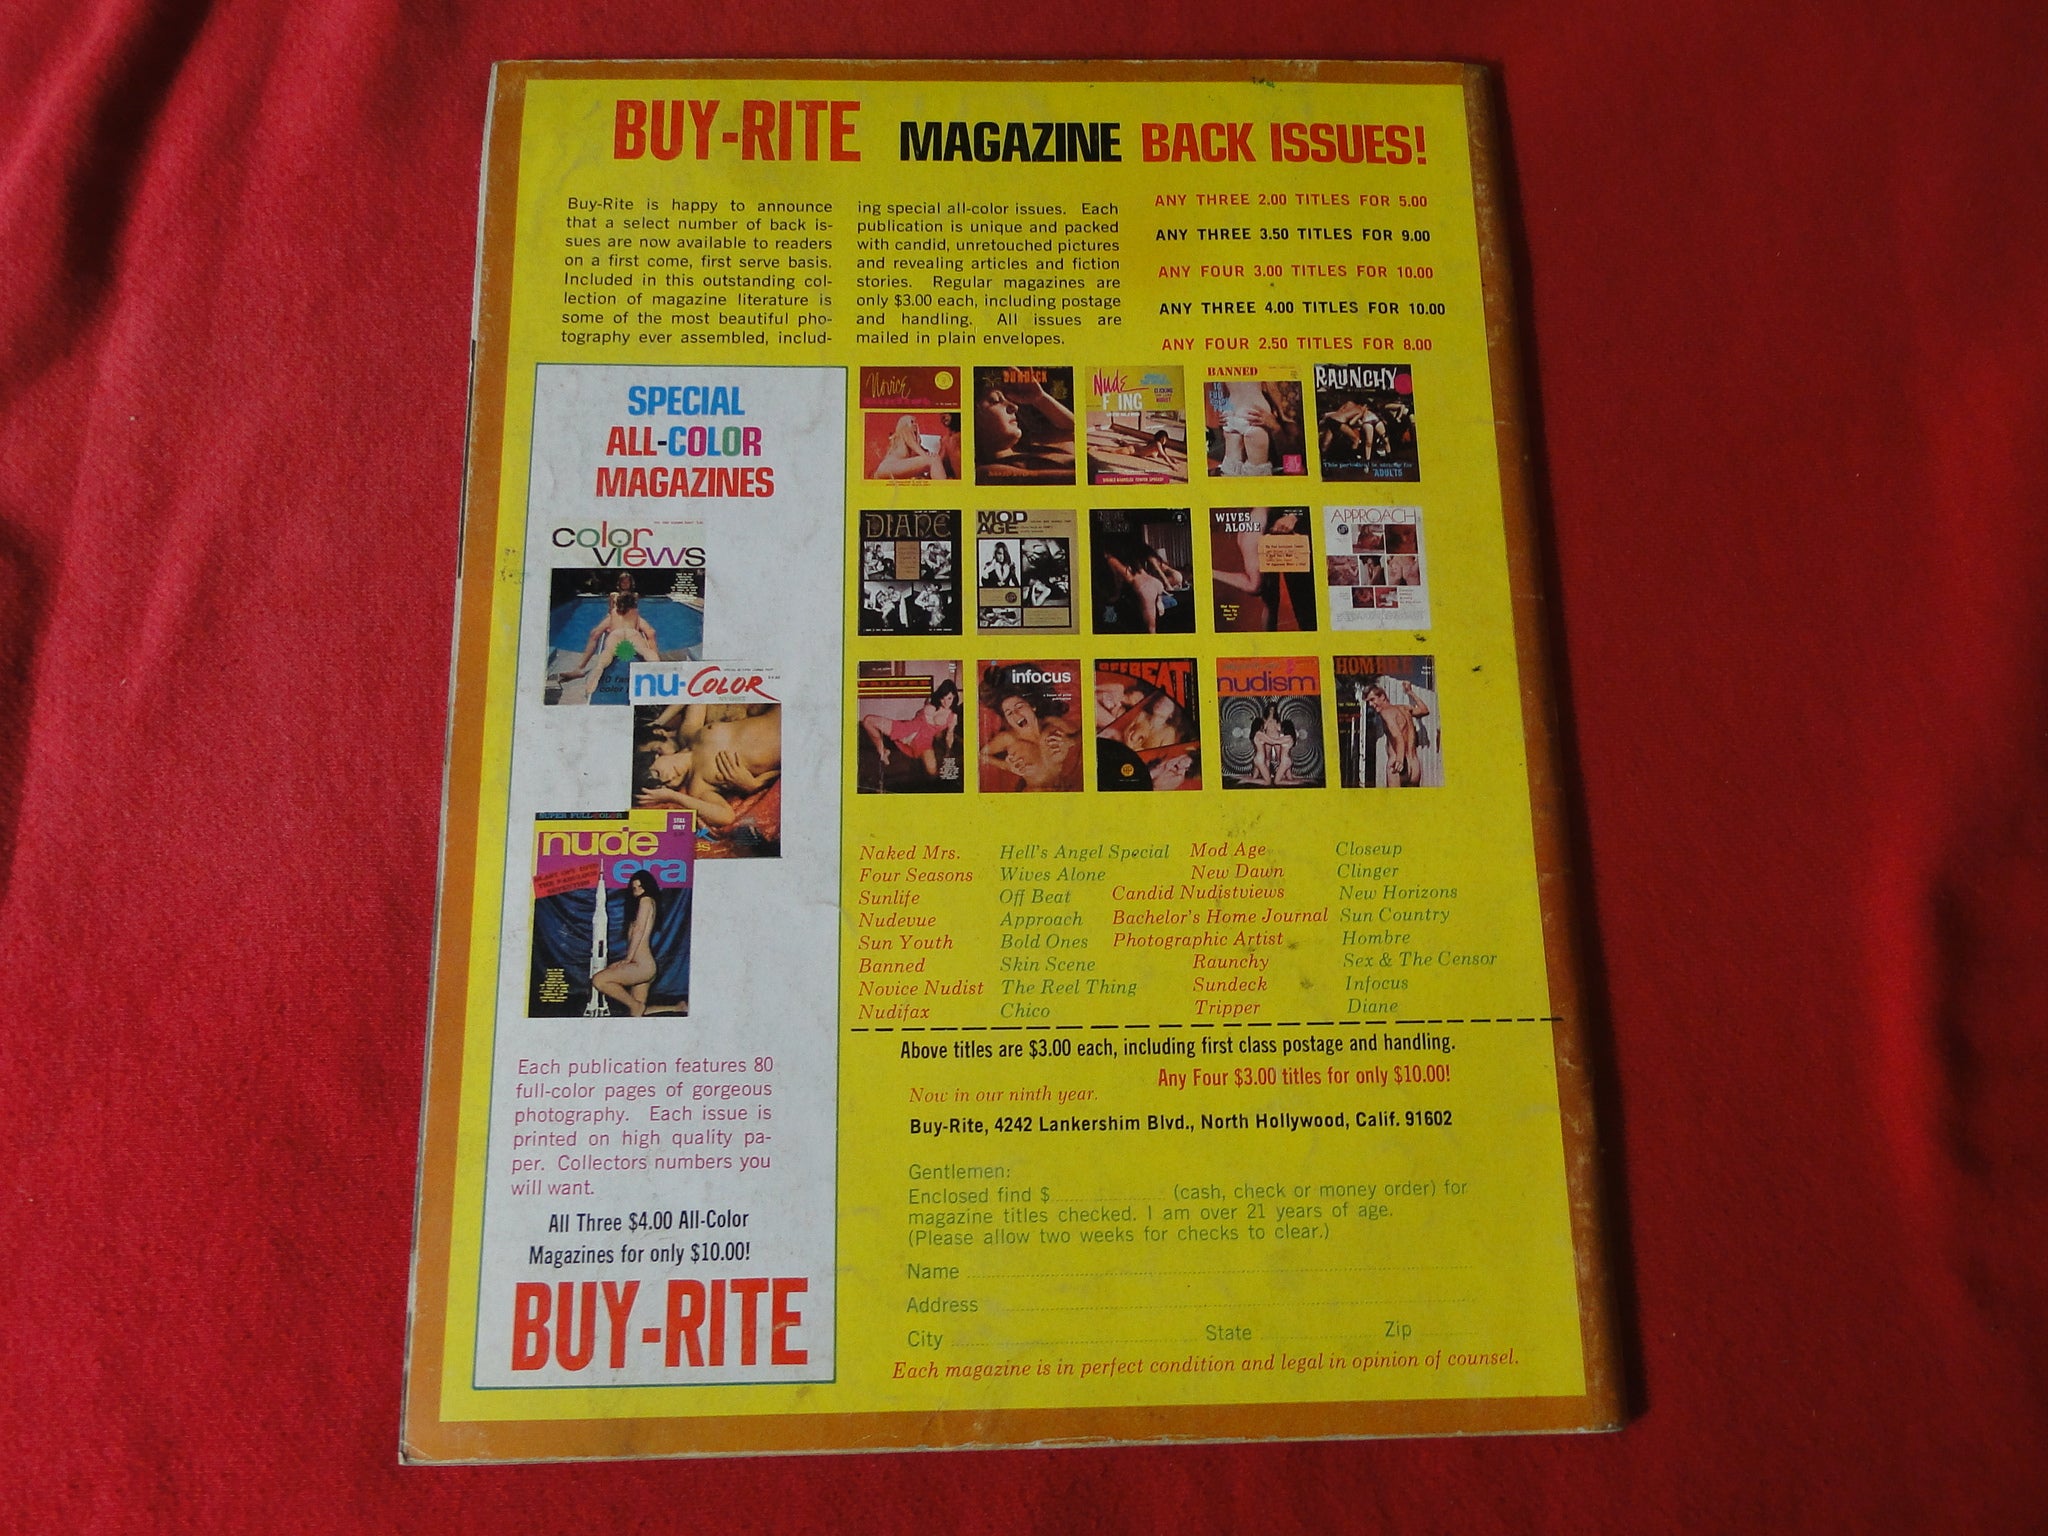 BUY-RITE MAGAZINE BACK ISSUES!
Buy-Rite is happy to announce
that a select number of back is-
sues are now available to readers
on a first come, first serve basis.
Included in this outstanding col-
lection of magazine literature is
some of the most beautiful pho-
tography ever assembled, includ-
ing special all-color issues. Each
publication is unique and packed
with candid, unretouched pictures
and revealing articles and fiction
stories. Regular magazines are
only $3.00 each, including postage
and handling. All issues are
mailed in plain envelopes.
ANY THREE 2.00 TITLES FOR 5.00
ANY THREE 3.50 TITLES FOR 9.00
ANY FOUR 3.00 TITLES FOR 10.00
ANY THREE 4.00 TITLES FOR 10.00
ANY FOUR 2.50 TITLES FOR 8.00
SPECIAL
ALL-COLOR
MAGAZINES
color
views
nu-COLOR
SUPER FULL-COLOR
STILL
ONLY
nude
era
Each publication features 80
full-color pages of gorgeous
photography. Each issue is
printed on high quality pa-
per. Collectors numbers you
will want.
All Three $4.00 All-Color
Magazines for only $10.00!
BUY-RITE
Novice
SUNDECK
Nude
F ING
BANNED
RAUNCHY
ADULTS
DIANE
MOD
AGE
WIVES
ALONE
APPROACH
TRIPPER
infocus
BEAT
nudism
HOMBRE
Naked Mrs.
Four Seasons
Sunlife
Nudevue
Sun Youth
Banned
Novice Nudist
Nudifax
Hell's Angel Special
Wives Alone
Off Beat
Approach
Bold Ones
Skin Scene
The Reel Thing
Chico
Mod Age
New Dawn
Candid Nudistviews
Bachelor's Home Journal
Photographic Artist
Raunchy
Sundeck
Tripper
Closeup
Clinger
New Horizons
Sun Country
Hombre
Sex & The Censor
Infocus
Diane
Above titles are $3.00 each, including first class postage and handling.
Any Four $3.00 titles for only $10.00!
Now in our ninth year.
Buy-Rite, 4242 Lankershim Blvd., North Hollywood, Calif. 91602
Gentlemen:
Enclosed find $ (cash, check or money order) for
magazine titles checked. I am over 21 years of age.
(Please allow two weeks for checks to clear.)
Name
Address
City State Zip
Each magazine is in perfect condition and legal in opinion of counsel.